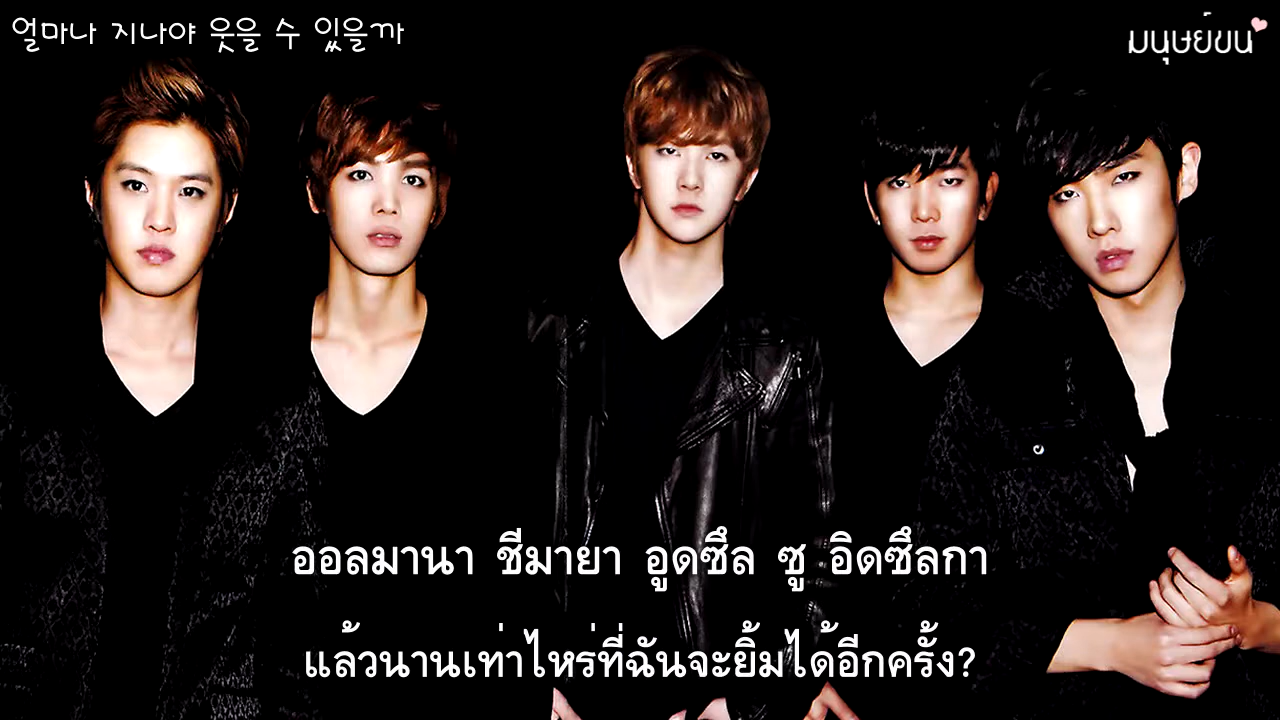 얼마나 지나야 웃을 수 있을까
มนุษย์ขน
ออลมานา ชีมายา อูดซึล ซู อิดซึลกา
แล้วนานเท่าไหร่ที่ฉันจะยิ้มได้อีกครั้ง?